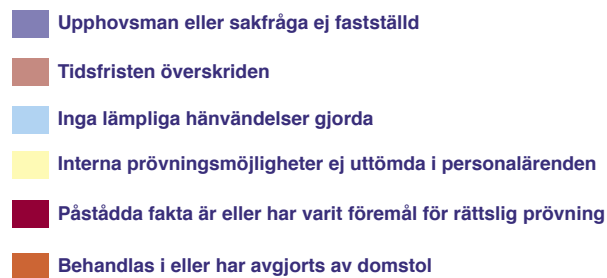 Upphovsman eller sakfråga ej fastställd
Tidsfristen överskriden
Inga lämpliga hänvändelser gjorda
Interna prövningsmöjligheter ej uttömda i personalärenden
Påstådda fakta är eller har varit föremål för rättslig prövning
Behandlas i eller har avgjorts av domstol